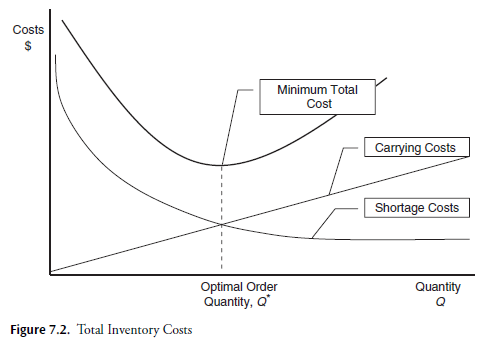 Costs
$
Minimum Total
Cost
Carrying Costs
Shortage Costs
Optimal Order
Quantity, Q*
Quantity
Q
Figure 7.2. Total Inventory Costs